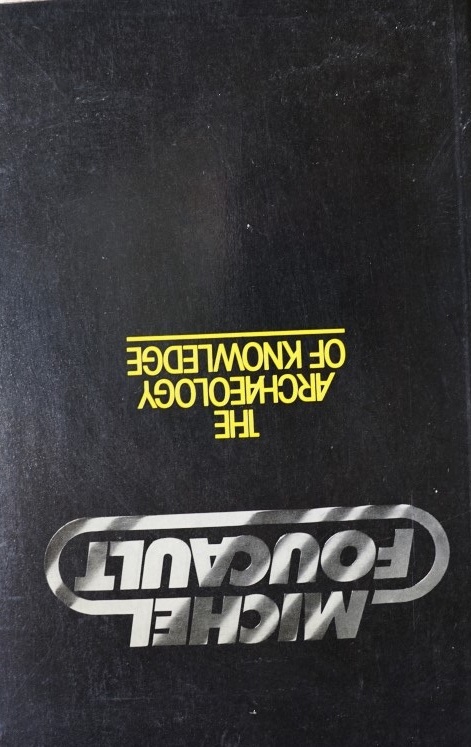 MICHEL
FOUCAULT
THE
ARCHAEOLOGY
OF KNOWLEDGE